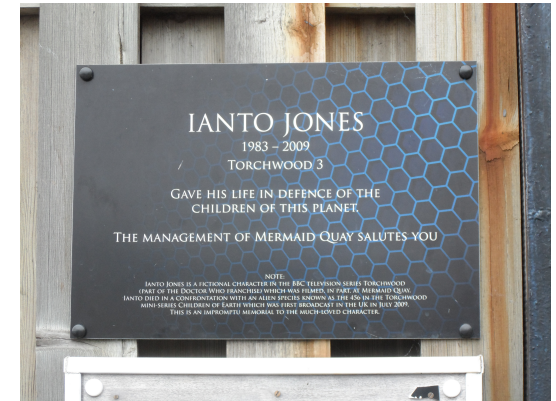 IANTO JONES
1983 – 2009
TORCHWOOD 3
GAVE HIS LIFE IN DEFENCE OF THE
CHILDREN OF THIS PLANET.
THE MANAGEMENT OF MERMAID QUAY SALUTES YOU
NOTE:
IANTO JONES IS A FICTIONAL CHARACTER IN THE BBC TELEVISION SERIES TORCHWOOD
(PART OF THE DOCTOR WHO FRANCHISE) WHICH WAS FILMED, IN PART, AT MERMAID QUAY.
IANTO DIED IN A CONFRONTATION WITH AN ALIEN SPECIES KNOWN AS THE 456 IN THE TORCHWOOD
MINI-SERIES CHILDREN OF EARTH WHICH WAS FIRST BROADCAST IN THE UK IN JULY 2009.
THIS IS AN IMPROMPTU MEMORIAL TO THE MUCH-LOVED CHARACTER.